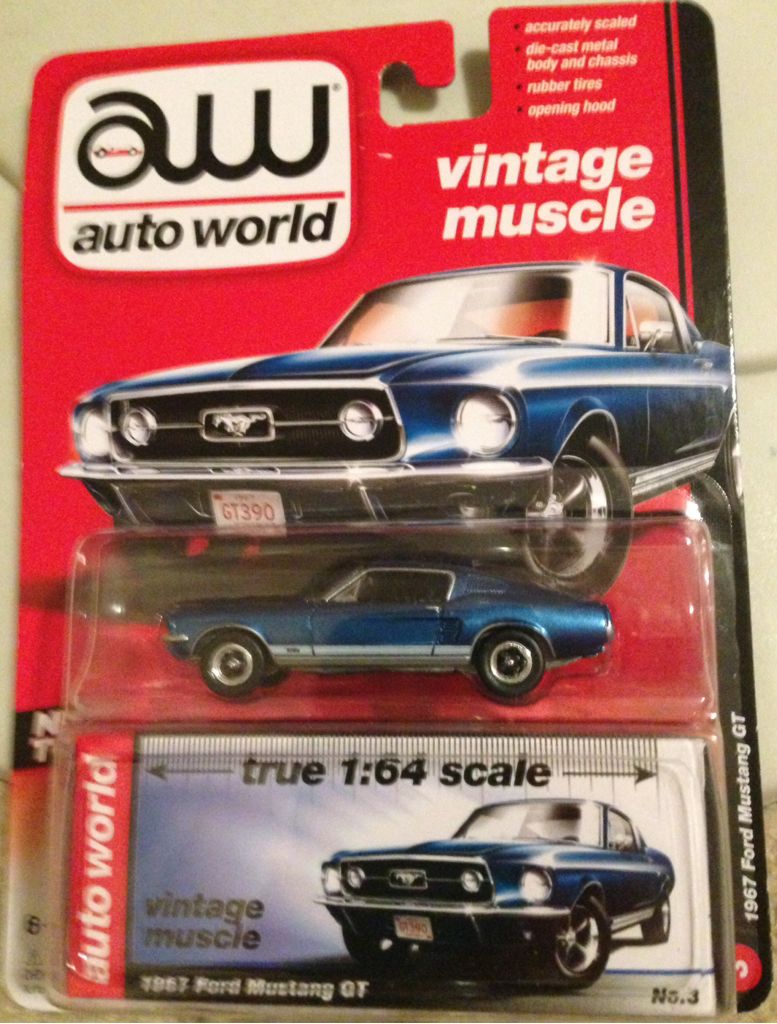 • accurately scaled
• die-cast metal
body and chassis
• rubber tires
• opening hood
aw®
auto world
vintage
muscle
GT390
true 1:64 scale
auto world
vintage
muscle
GT390
1967 Ford Mustang GT
No.3
1967 Ford Mustang GT